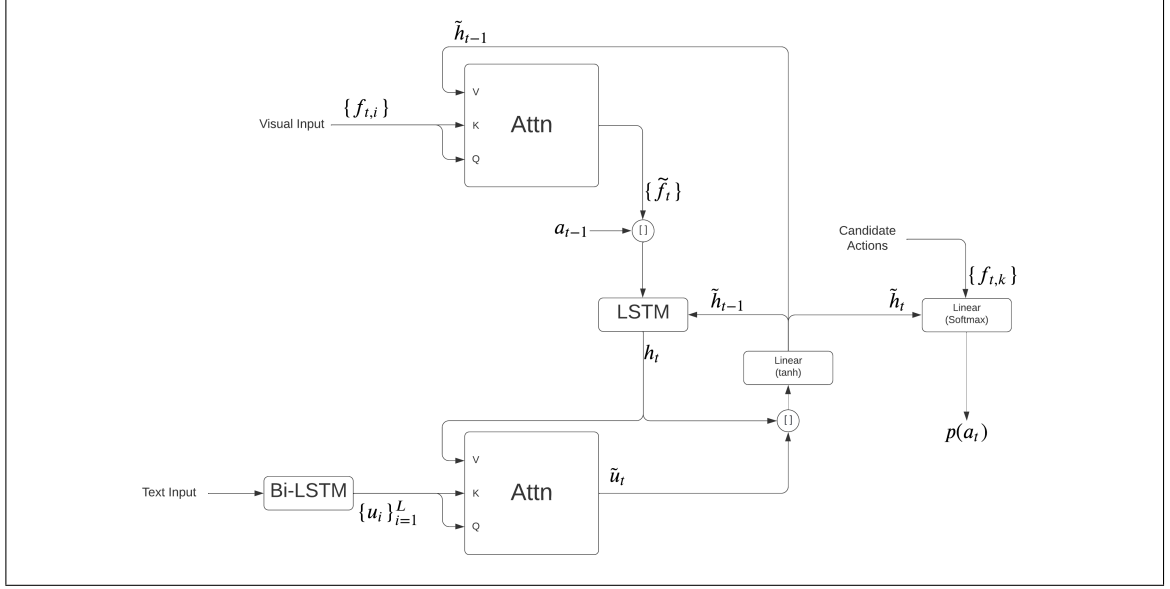 h̃ₜ₋₁
V
{fₜ,ᵢ}
Visual Input
K
Attn
Q
{f̃ₜ}
aₜ₋₁
[ ]
Candidate
Actions
{fₜ,ₖ}
h̃ₜ₋₁
h̃ₜ
LSTM
Linear
(Softmax)
hₜ
Linear
(tanh)
[ ]
p(aₜ)
V
ũₜ
Text Input
Bi-LSTM
K
Attn
{uᵢ}ᴸᵢ₌₁
Q